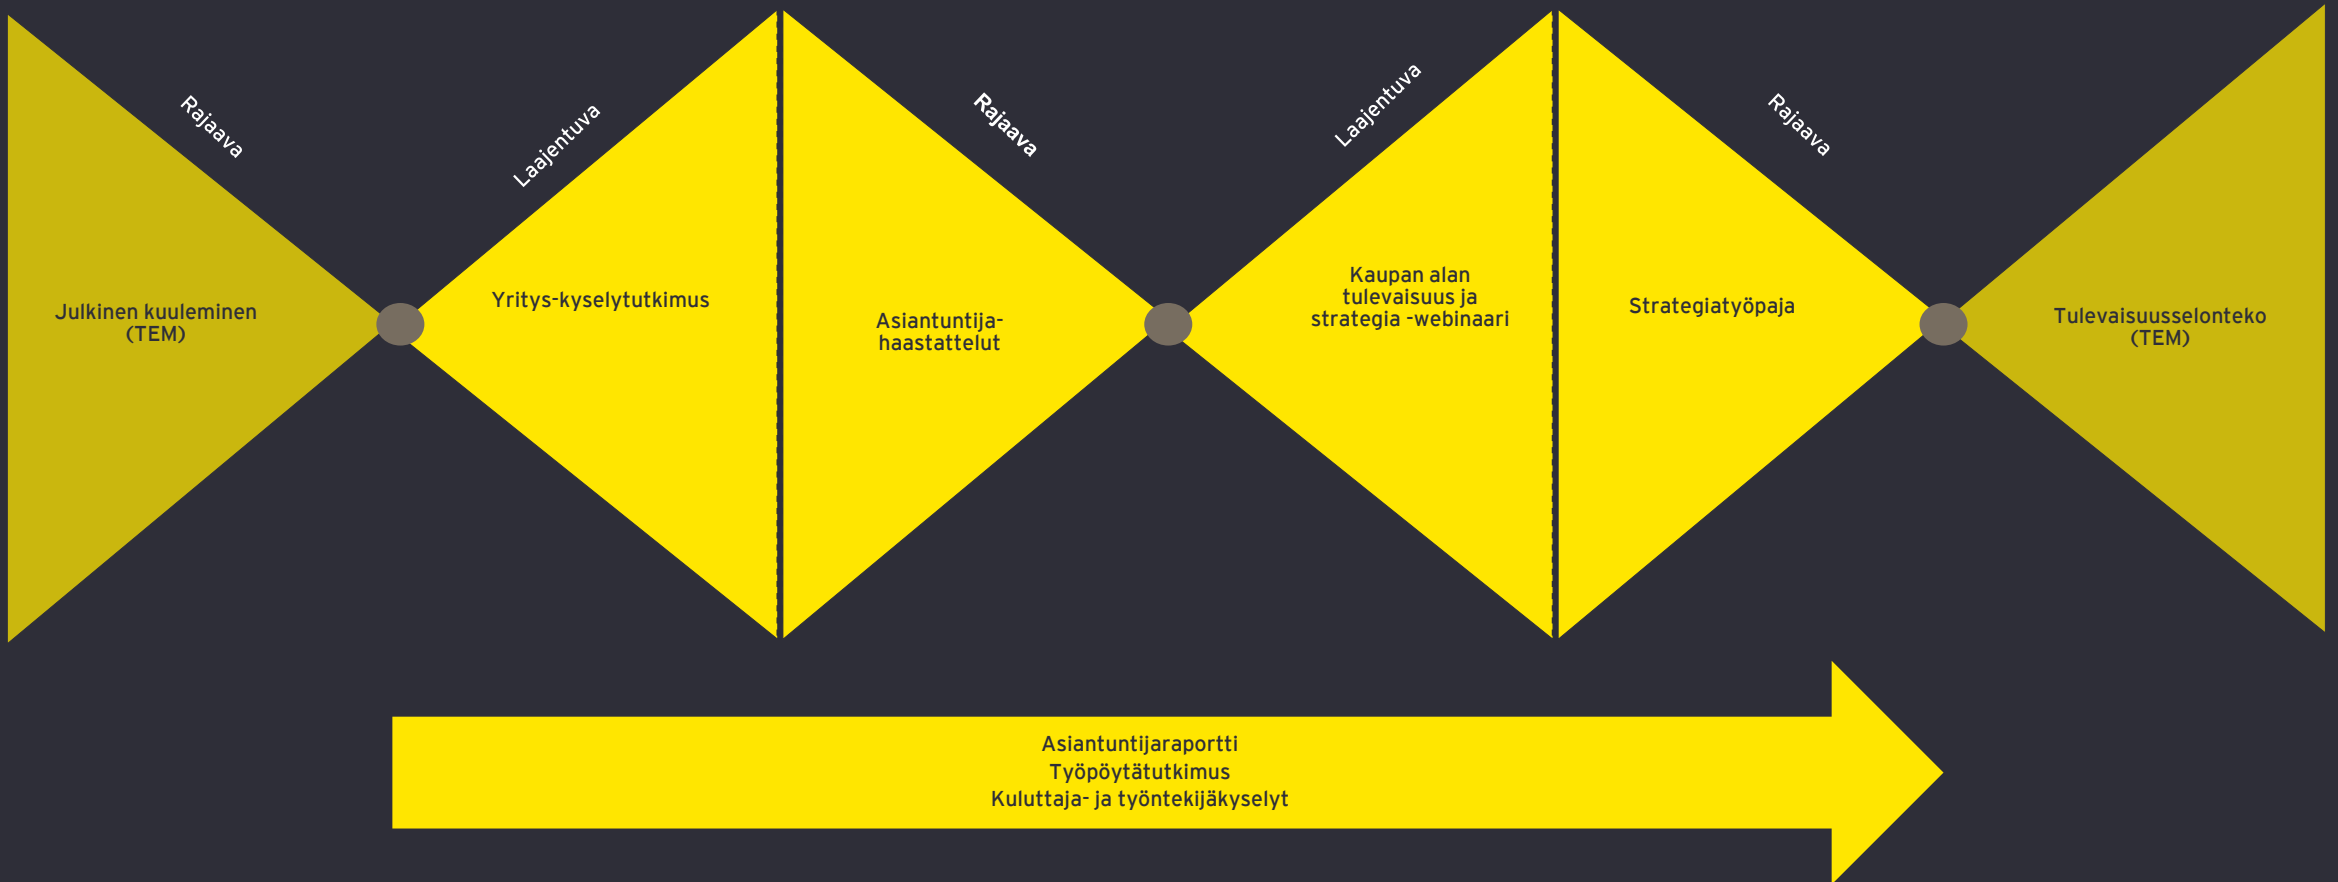 Rajaava
Laajentuva
Rajaava
Laajentuva
Rajaava
Julkinen kuuleminen
(TEM)
Yritys-kyselytutkimus
Asiantuntija-
haastattelut
Kaupan alan
tulevaisuus ja
strategia -webinaari
Strategiatyöpaja
Tulevaisuusselonteko
(TEM)
Asiantuntijaraportti
Työpöytätutkimus
Kuluttaja- ja työntekijäkyselyt